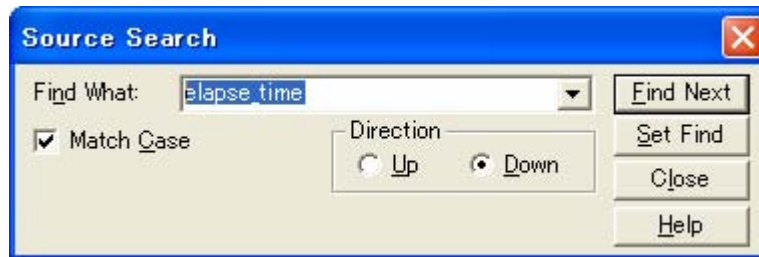 Source Search
Find What: elapse_time
Find Next
Match Case
Direction
Up Down
Set Find
Close
Help